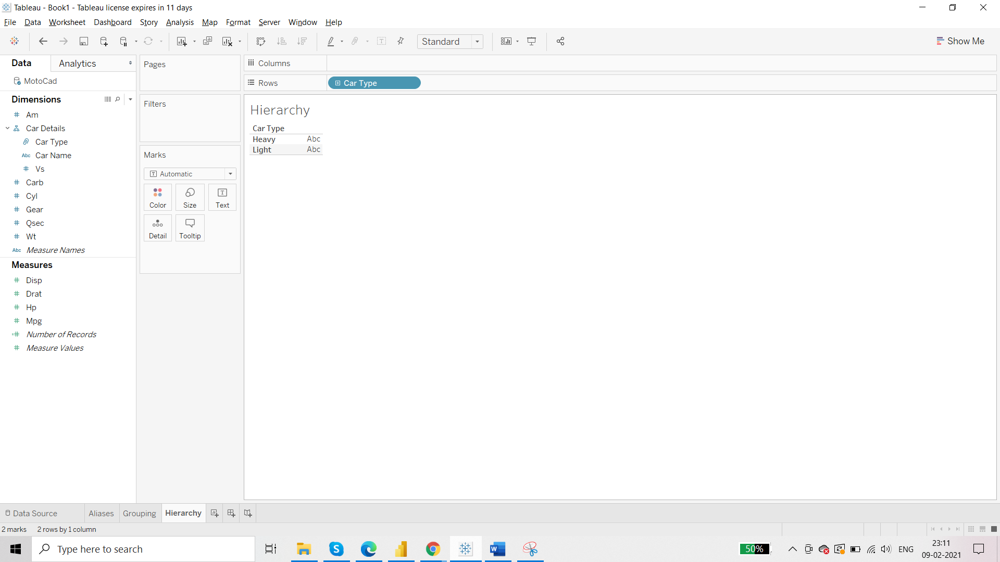 Tableau - Book1 - Tableau license expires in 11 days
File Data Worksheet Dashboard Story Analysis Map Format Server Window Help
Standard
Show Me
Data Analytics
MotoCad
Dimensions
# Am
Car Details
Car Type
Abc Car Name
# Vs
# Carb
# Cyl
# Gear
# Qsec
# Wt
Abc Measure Names
Measures
# Disp
# Drat
# Hp
# Mpg
=# Number of Records
# Measure Values
Pages
Filters
Marks
T Automatic
Color Size Text
Detail Tooltip
Columns
Rows Car Type
Hierarchy
Car Type
Heavy Abc
Light Abc
Data Source Aliases Grouping Hierarchy
2 marks 2 rows by 1 column
Type here to search
50%
ENG
23:11
09-02-2021